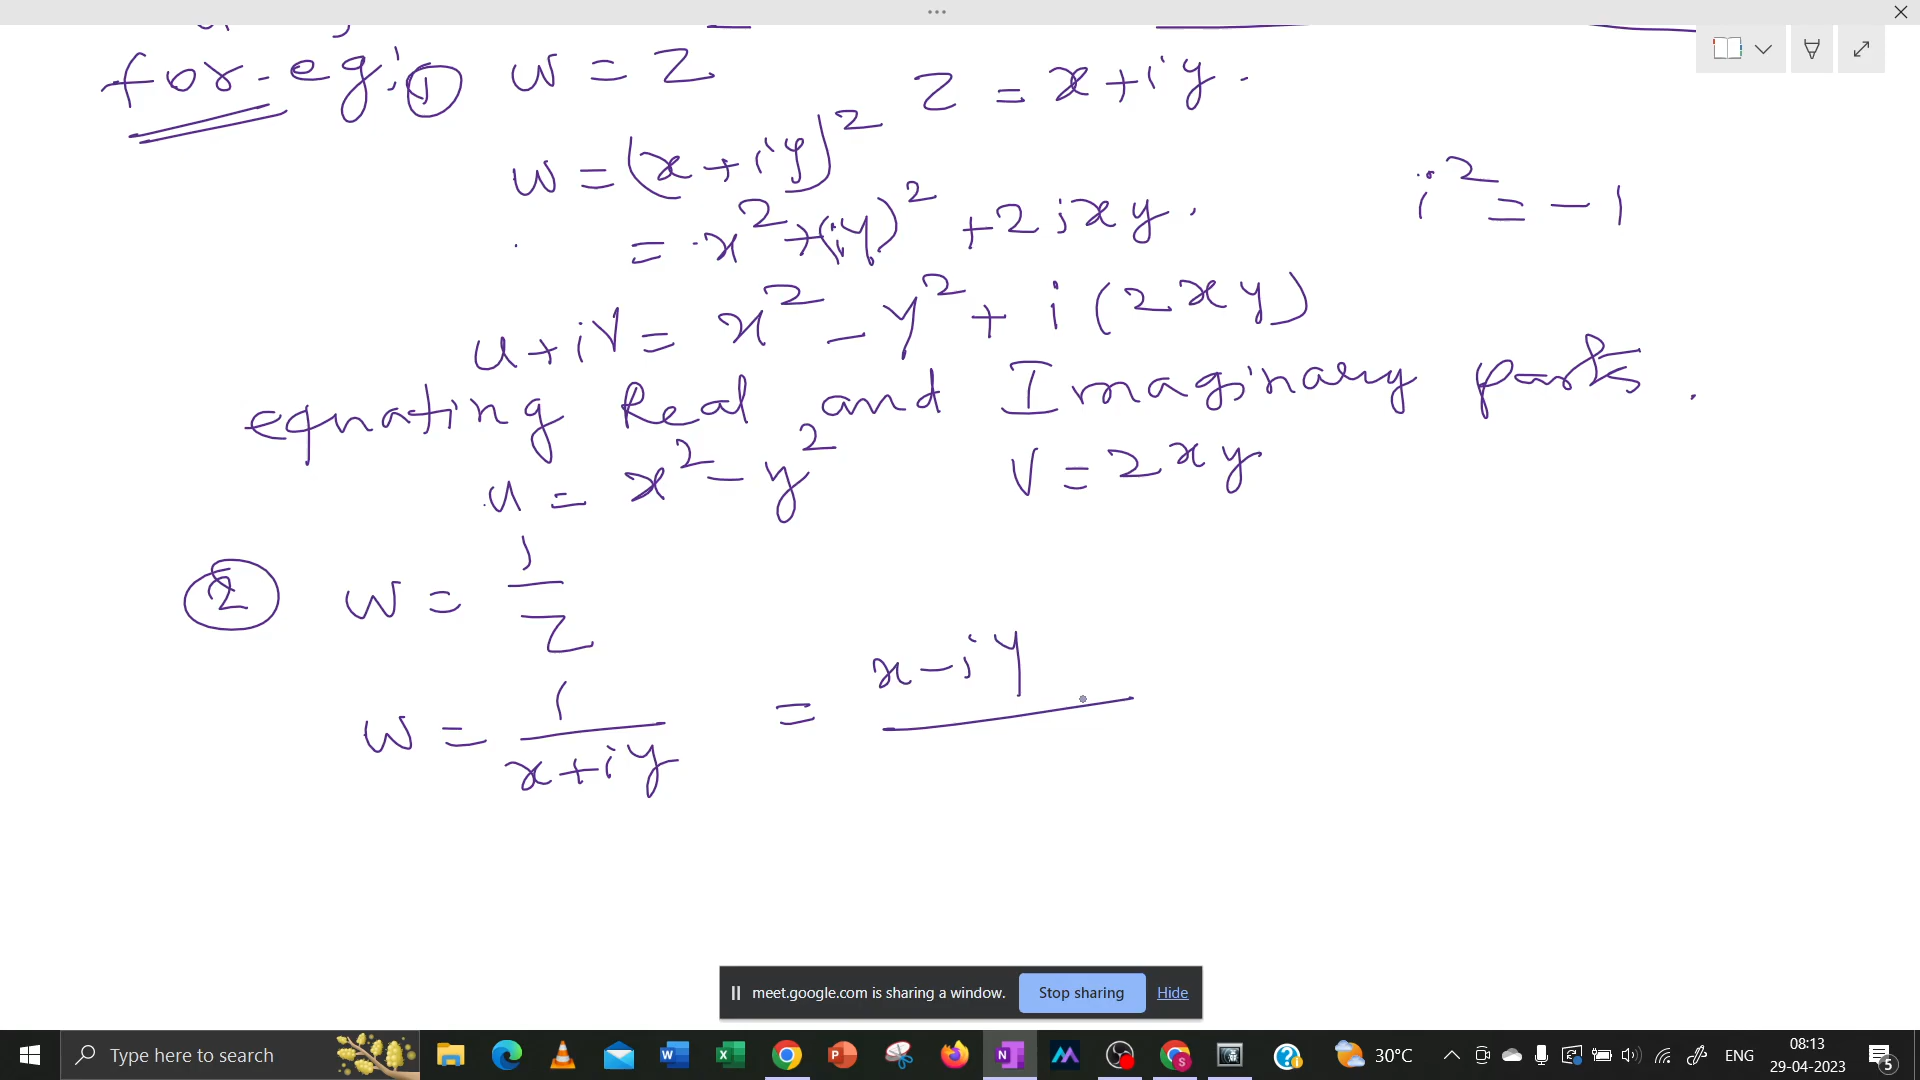 for-eg: ① w = z
z = x+iy.
w = (x+iy)²
= x²+(iy)² +2ixy.
i² = -1
u+iv = x² - y² + i (2xy)
equating Real and Imaginary parts.
u = x² - y²
v = 2xy
② w = 1/z
w = 1/(x+iy) = x-iy
meet.google.com is sharing a window. Stop sharing Hide
Type here to search
30°C
ENG
08:13
29-04-2023
5